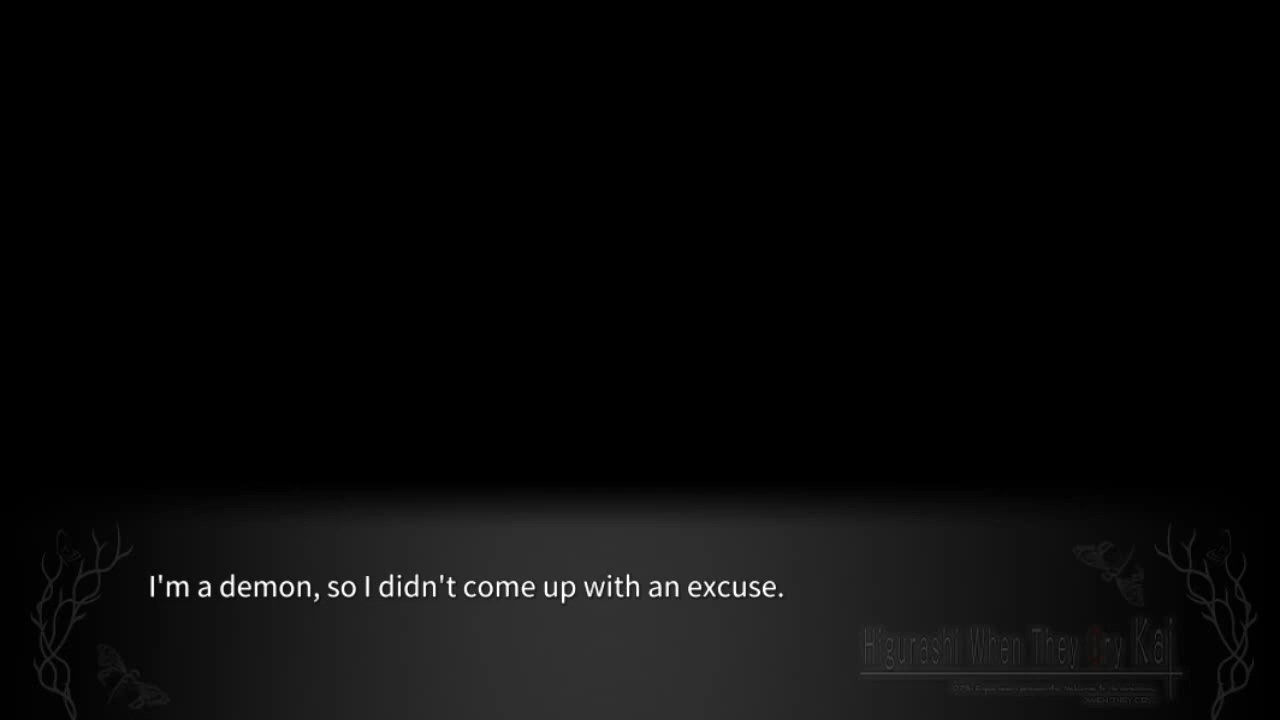 I'm a demon, so I didn't come up with an excuse.
Higurashi When They Cry Kai